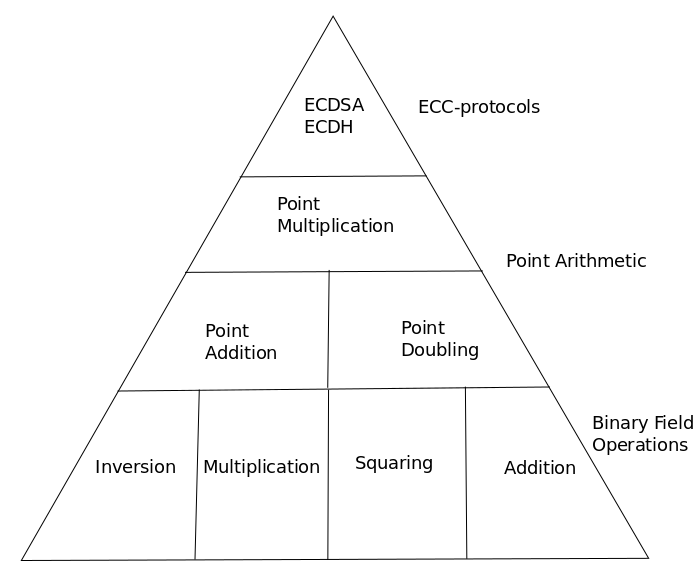 ECDSA
ECDH
ECC-protocols
Point
Multiplication
Point Arithmetic
Point
Addition
Point
Doubling
Binary Field
Operations
Inversion
Multiplication
Squaring
Addition